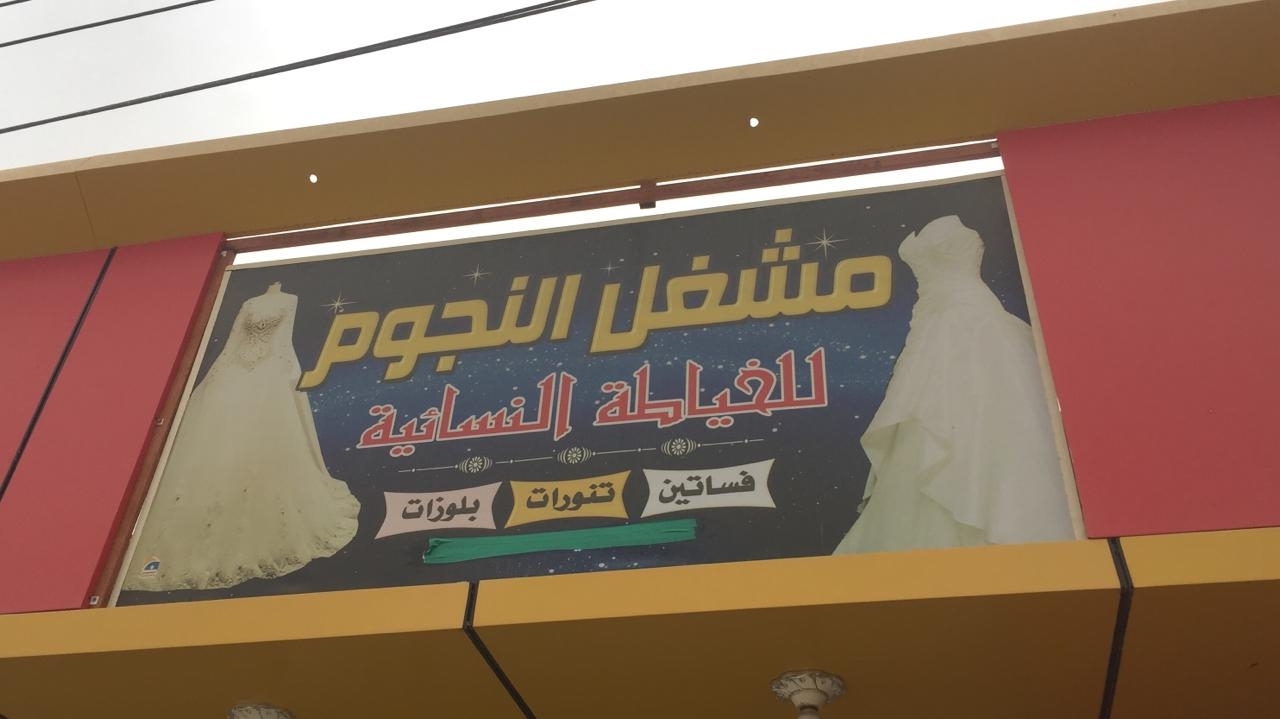 مشغل النجوم
للخياطة النسائية
فساتين تنورات بلوزات